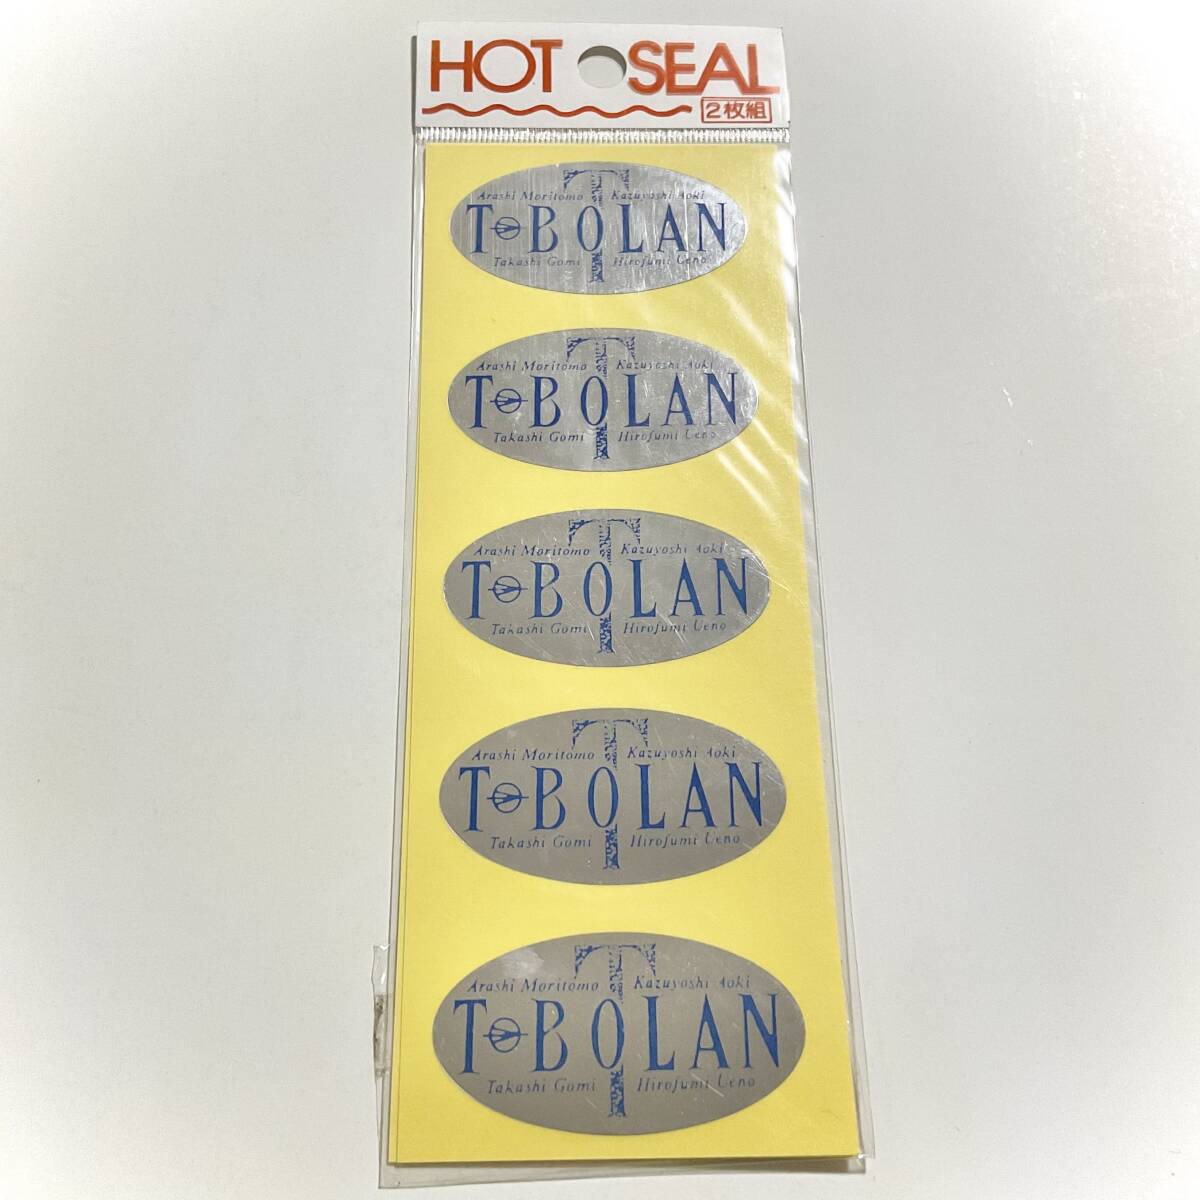 HOT SEAL
2枚組
T
Arashi Moritomo Kazuyoshi Aoki
T-BOLAN
Takashi Gomi Hirofumi Ueno
T
Arashi Moritomo Kazuyoshi Aoki
T-BOLAN
Takashi Gomi Hirofumi Ueno
T
Arashi Moritomo Kazuyoshi Aoki
T-BOLAN
Takashi Gomi Hirofumi Ueno
T
Arashi Moritomo Kazuyoshi Aoki
T-BOLAN
Takashi Gomi Hirofumi Ueno
T
Arashi Moritomo Kazuyoshi Aoki
T-BOLAN
Takashi Gomi Hirofumi Ueno